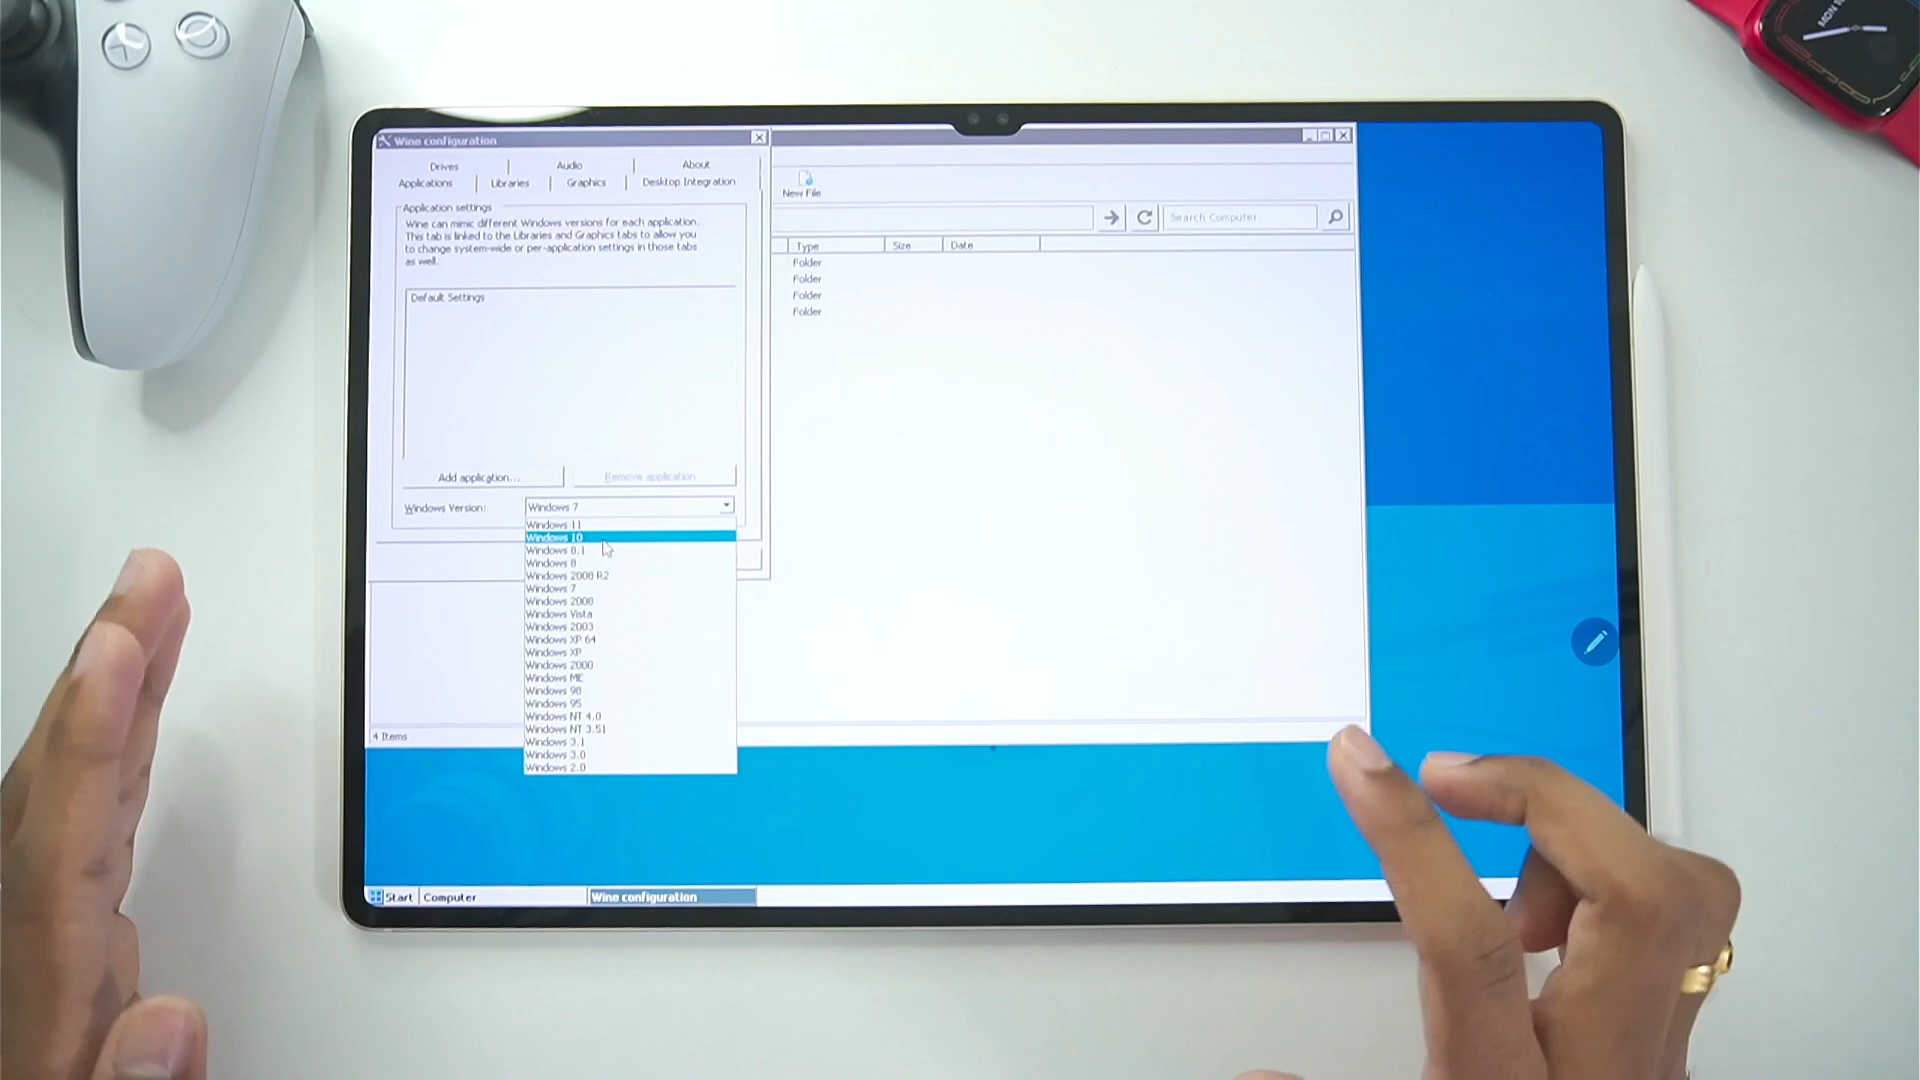 MON
Wine configuration
Drives
Audio
About
Applications
Libraries
Graphics
Desktop Integration
Application settings
Wine can mimic different Windows versions for each application.
This tab is linked to the Libraries and Graphics tabs to allow you
to change system-wide or per-application settings in those tabs
as well.
Default Settings
Add application...
Remove application
Windows Version:
Windows 7
Windows 11
Windows 10
Windows 8.1
Windows 8
Windows 2008 R2
Windows 7
Windows 2008
Windows Vista
Windows 2003
Windows XP 64
Windows XP
Windows 2000
Windows ME
Windows 98
Windows 95
Windows NT 4.0
Windows NT 3.51
Windows 3.1
Windows 3.0
Windows 2.0
New File
Search Computer
Type
Size
Date
Folder
Folder
Folder
Folder
4 Items
Start
Computer
Wine configuration